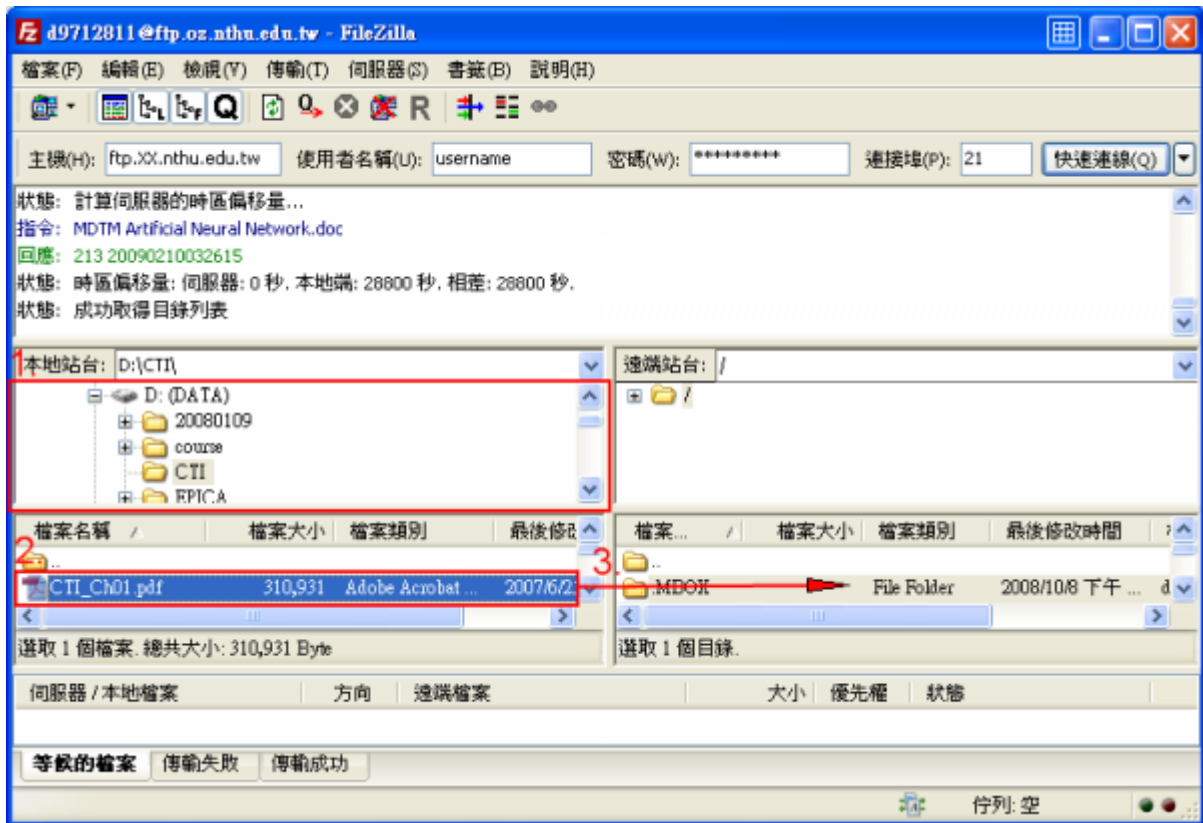 d9712811@ftp.oz.nthu.edu.tw - FileZilla
檔案(F) 編輯(E) 檢視(V) 傳輸(T) 伺服器(S) 書籤(B) 說明(H)
主機(H): ftp.XX.nthu.edu.tw 使用者名稱(U): username 密碼(W): ********* 連接埠(P): 21 快速連線(Q)
狀態: 計算伺服器的時區偏移量...
指令: MDTM Artificial Neural Network.doc
回應: 213 20090210032615
狀態: 時區偏移量: 伺服器: 0 秒. 本地端: 28800 秒. 相差: 28800 秒.
狀態: 成功取得目錄列表
1.
本地站台: D:\CTI\
遠端站台: /
D: (DATA)
20080109
course
CTI
EPICA
/
檔案名稱 檔案大小 檔案類別 最後修改
2.
..
CTI_Ch01.pdf 310,931 Adobe Acrobat ... 2007/6/2
選取 1 個檔案. 總共大小: 310,931 Byte
檔案... 檔案大小 檔案類別 最後修改時間
3.
..
.MBOX File Folder 2008/10/8 下午 ... d
選取 1 個目錄.
伺服器 / 本地檔案 方向 遠端檔案 大小 優先權 狀態
等候的檔案 傳輸失敗 傳輸成功
佇列: 空